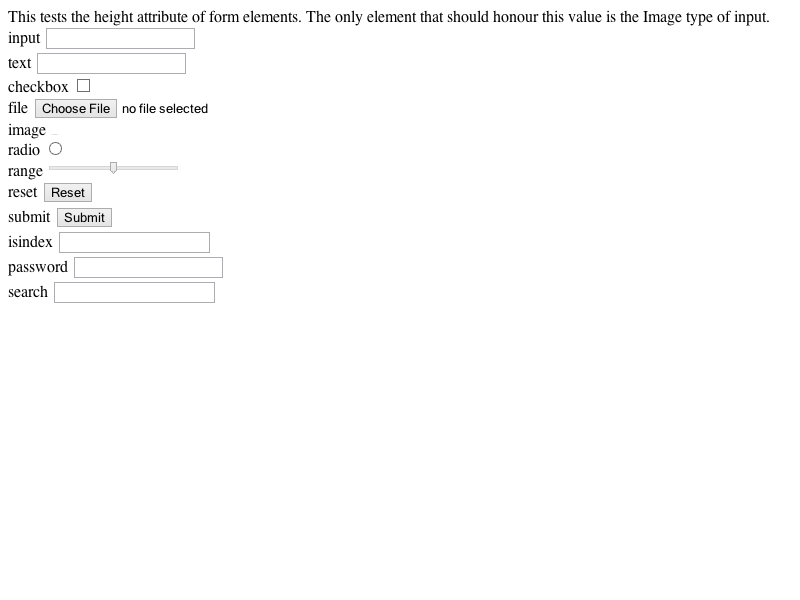 This tests the height attribute of form elements. The only element that should honour this value is the Image type of input.
input
text
checkbox
file Choose File no file selected
image
radio
range
reset Reset
submit Submit
isindex
password
search